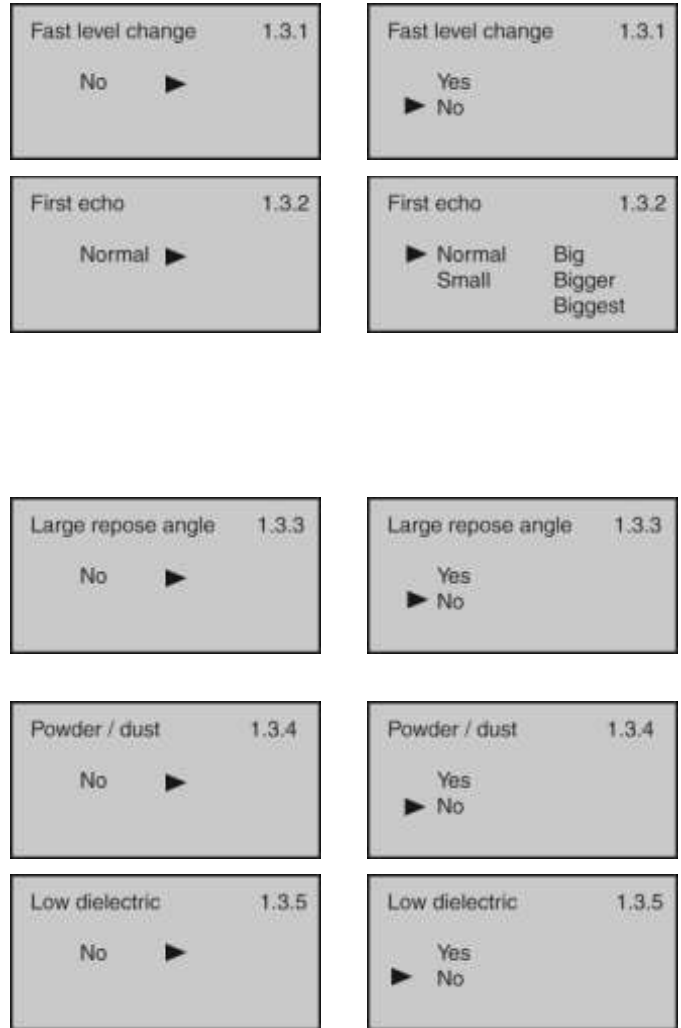 Fast level change 1.3.1
No
Fast level change 1.3.1
Yes
No
First echo 1.3.2
Normal
First echo 1.3.2
Normal Big
Small Bigger
Biggest
Large repose angle 1.3.3
No
Large repose angle 1.3.3
Yes
No
Powder / dust 1.3.4
No
Powder / dust 1.3.4
Yes
No
Low dielectric 1.3.5
No
Low dielectric 1.3.5
Yes
No